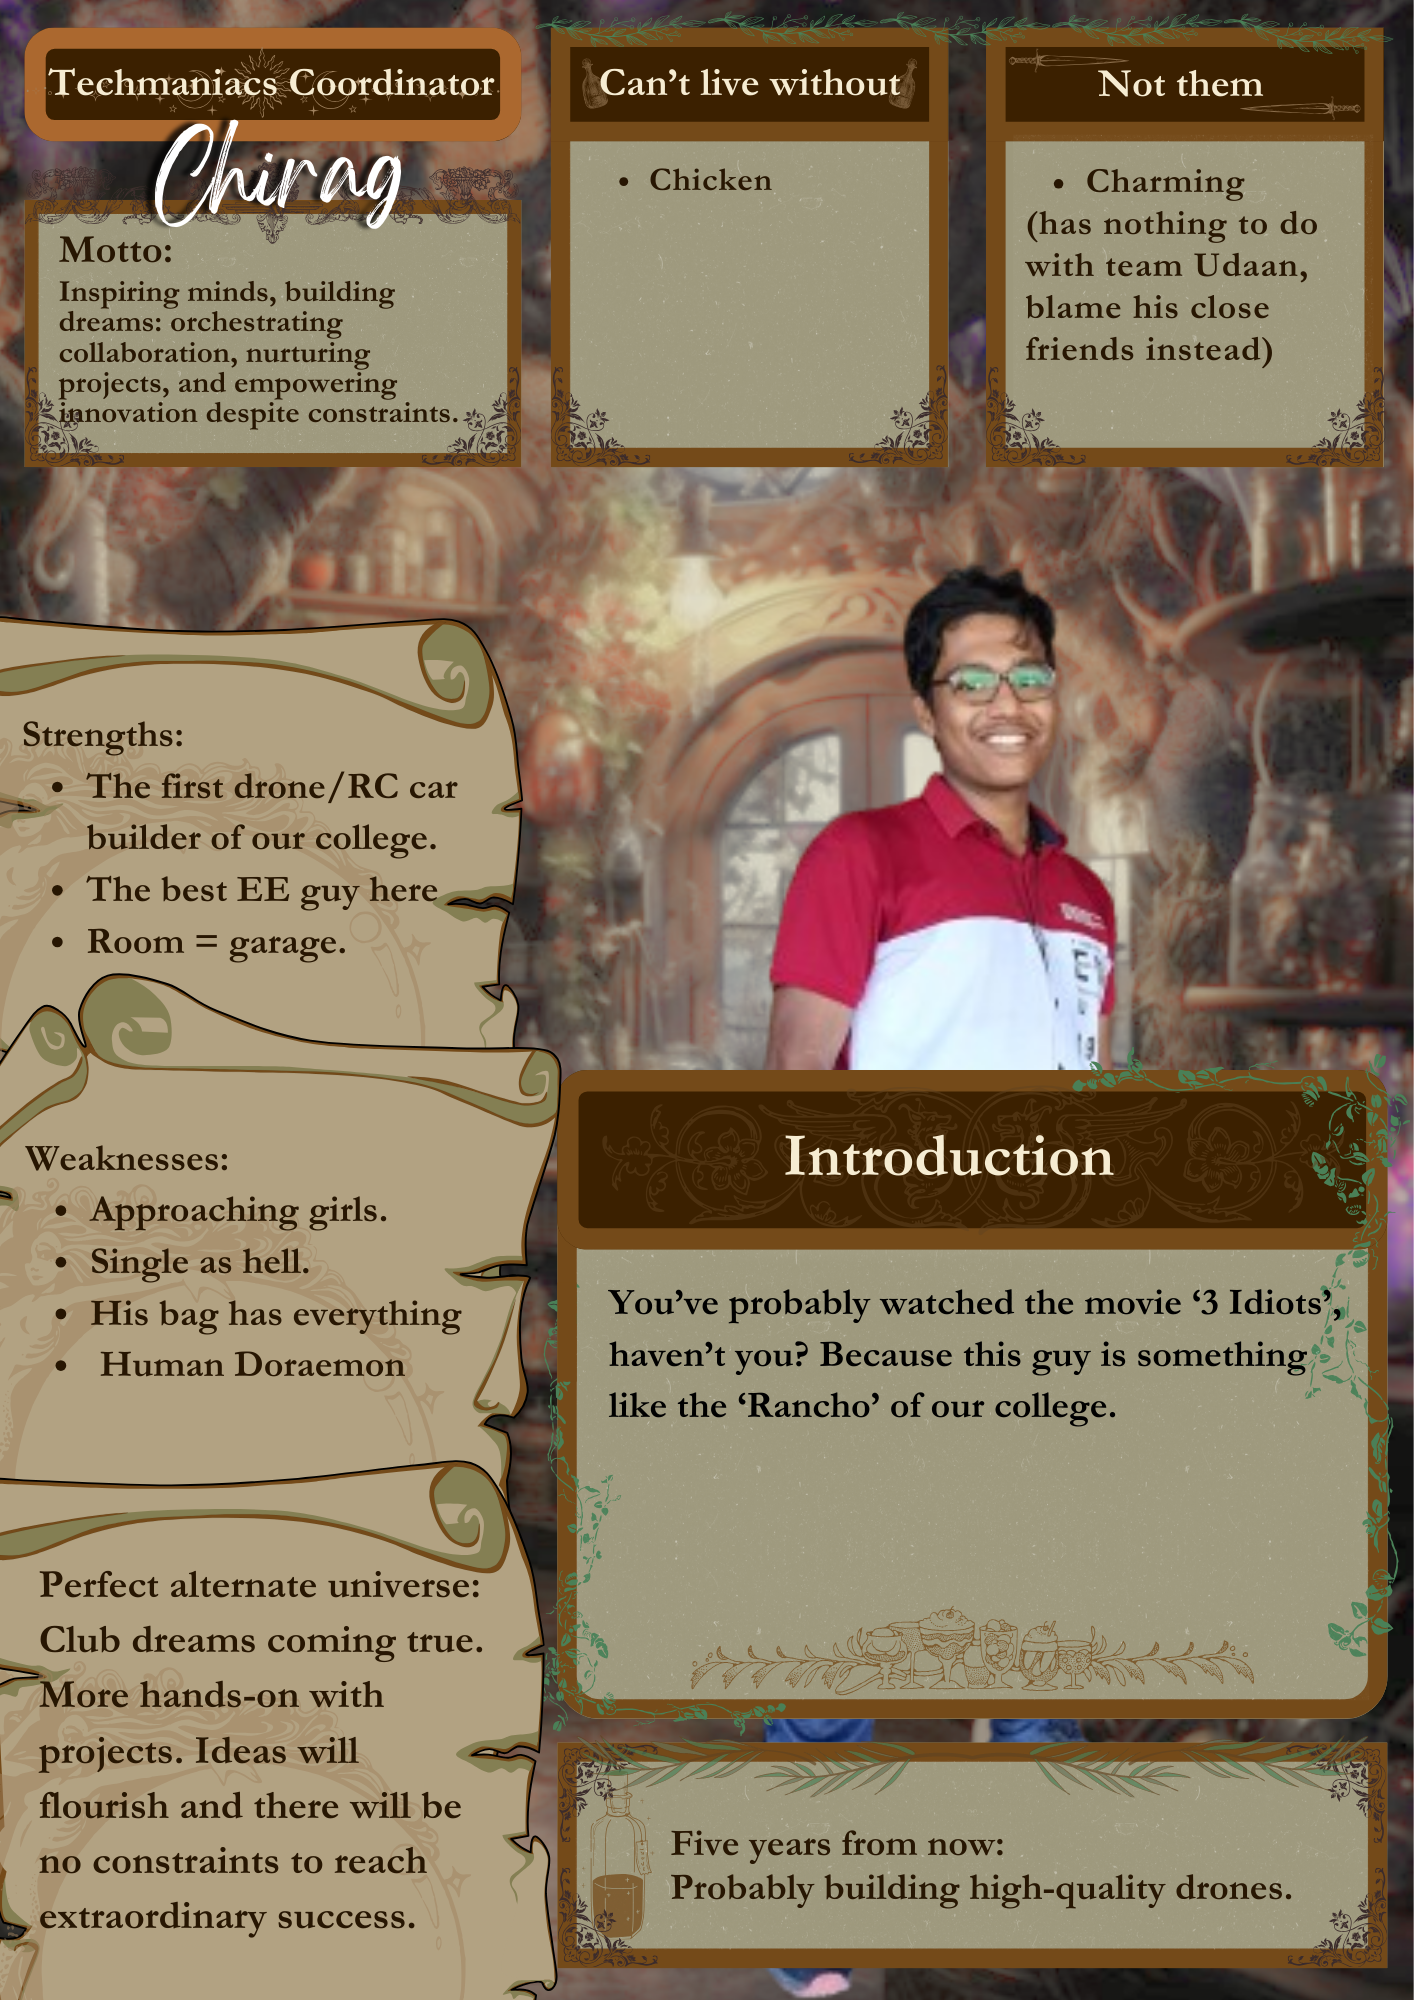 Techmaniacs Coordinator
Chirag
Motto:
Inspiring minds, building
dreams: orchestrating
collaboration, nurturing
projects, and empowering
innovation despite constraints.
Can’t live without
• Chicken
Not them
• Charming
(has nothing to do
with team Udaan,
blame his close
friends instead)
Strengths:
• The first drone/RC car
builder of our college.
• The best EE guy here
• Room = garage.
Weaknesses:
• Approaching girls.
• Single as hell.
• His bag has everything
• Human Doraemon
Perfect alternate universe:
Club dreams coming true.
More hands-on with
projects. Ideas will
flourish and there will be
no constraints to reach
extraordinary success.
Introduction
You’ve probably watched the movie ‘3 Idiots’,
haven’t you? Because this guy is something
like the ‘Rancho’ of our college.
Five years from now:
Probably building high-quality drones.